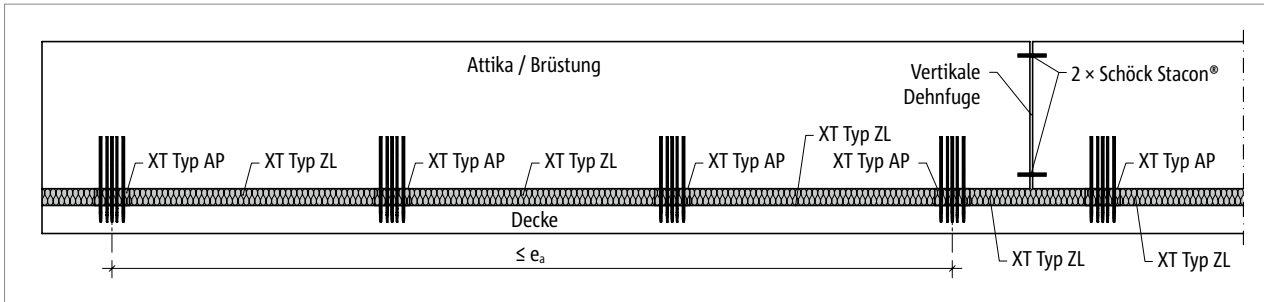 Attika / Brüstung
Vertikale
Dehnfuge
2 × Schöck Stacon®
XT Typ AP
XT Typ ZL
XT Typ AP
XT Typ ZL
XT Typ AP
XT Typ ZL
XT Typ AP
XT Typ AP
Decke
≤ eₐ
XT Typ ZL
XT Typ ZL